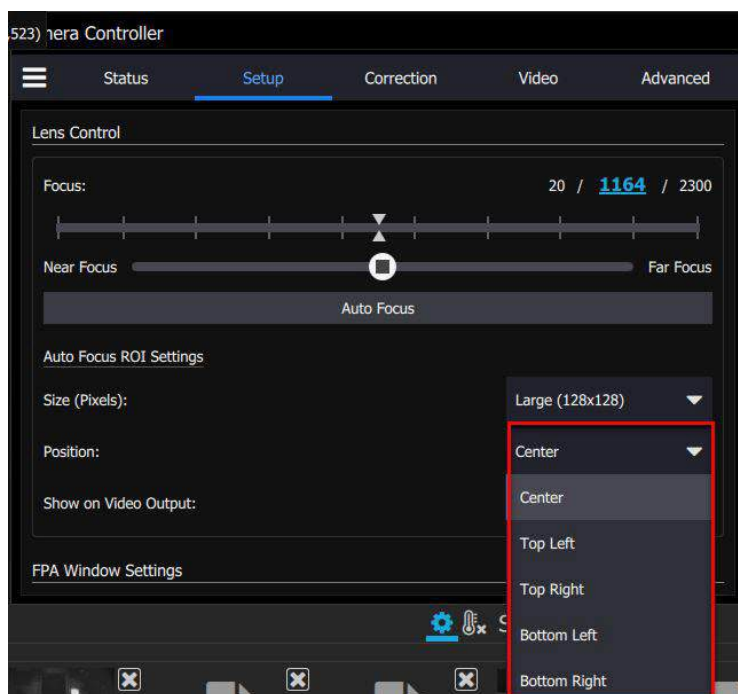 ,523) nera Controller
Status Setup Correction Video Advanced
Lens Control
Focus: 20 / 1164 / 2300
Near Focus Far Focus
Auto Focus
Auto Focus ROI Settings
Size (Pixels): Large (128x128)
Position: Center
Center
Show on Video Output:
Top Left
FPA Window Settings
Top Right
S
Bottom Left
Bottom Right